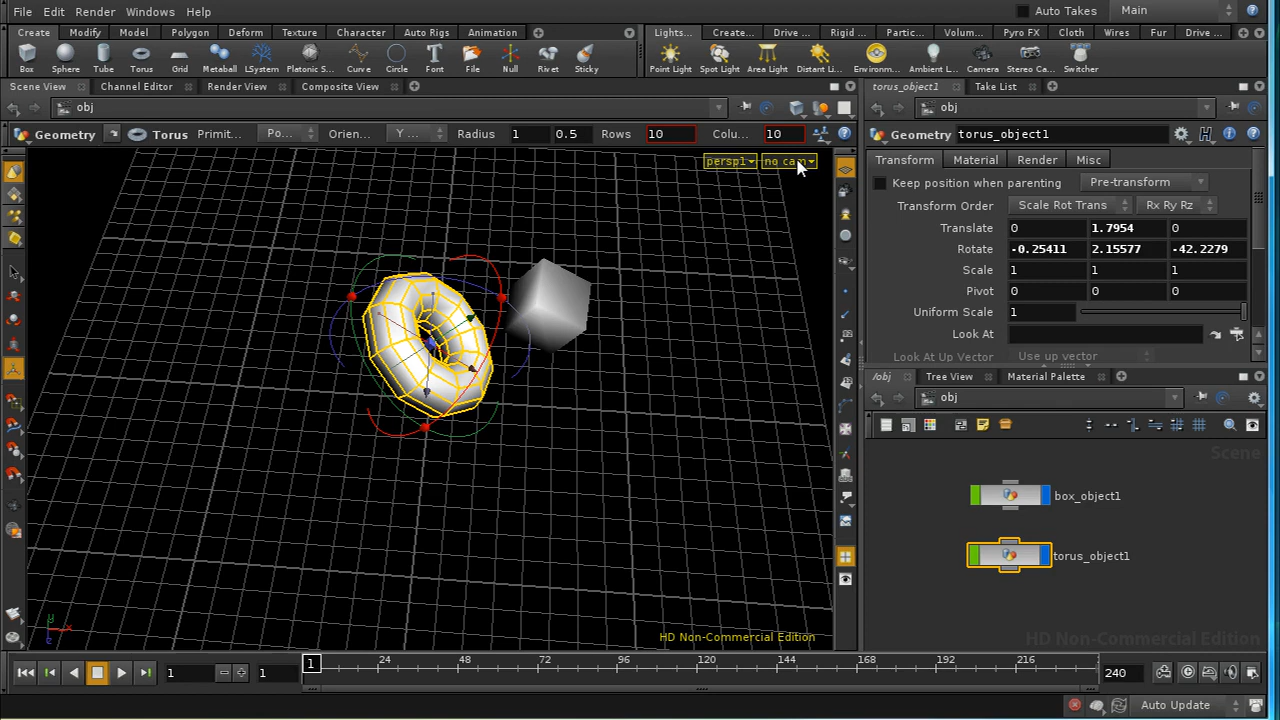 File Edit Render Windows Help Auto Takes Main
Create Modify Model Polygon Deform Texture Character Auto Rigs Animation Lights... Create... Drive ... Rigid ... Partic... Volum... Pyro FX Cloth Wires Fur Drive ...
Box Sphere Tube Torus Grid Metaball LSystem Platonic S... Curve Circle Font File Null Rivet Sticky Point Light Spot Light Area Light Distant Li... Environm... Ambient L... Camera Stereo Ca... Switcher
Scene View Channel Editor Render View Composite View torus_object1 Take List
obj obj
Geometry Torus Primit... Po... Orien... Y ... Radius 1 0.5 Rows 10 Colu... 10 Geometry torus_object1
persp1 no cam Transform Material Render Misc
Keep position when parenting Pre-transform
Transform Order Scale Rot Trans Rx Ry Rz
Translate 0 1.7954 0
Rotate -0.25411 2.15577 -42.2279
Scale 1 1 1
Pivot 0 0 0
Uniform Scale 1
Look At
Look At Up Vector Use up vector
/obj Tree View Material Palette
obj
Scene
box_object1
torus_object1
HD Non-Commercial Edition HD Non-Commercial Edition
y x z
1 1 1 24 48 72 96 120 144 168 192 216 240
Auto Update